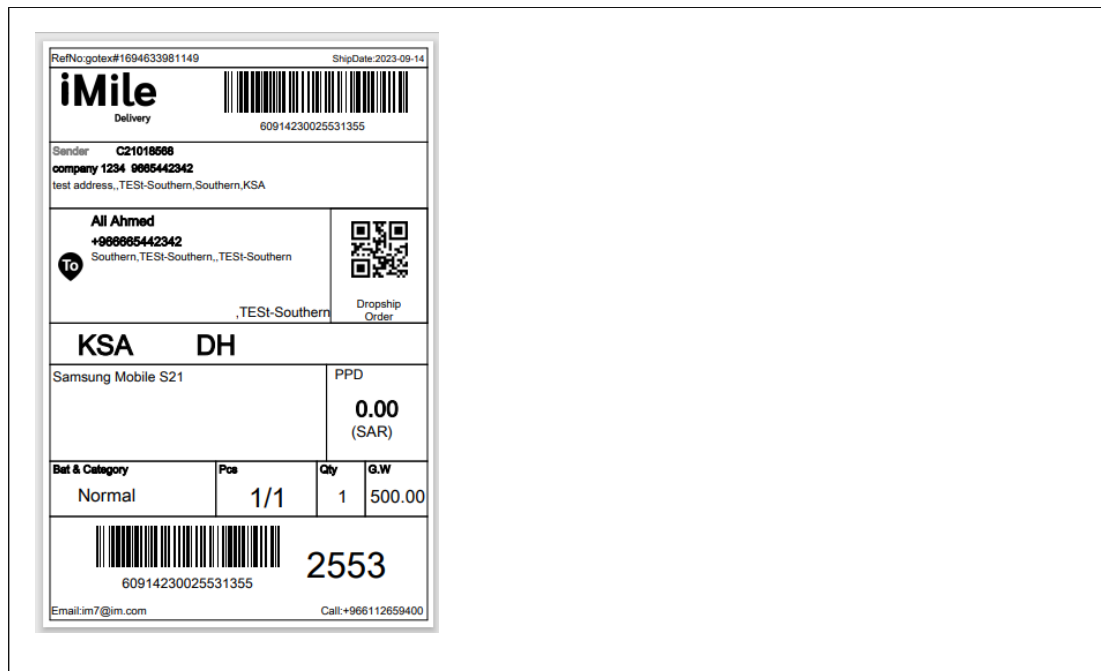 RefNo:gotex#1694633981149 ShipDate:2023-09-14
iMile
Delivery
60914230025531355
Sender C21018568
company 1234 9665442342
test address,,TESt-Southern,Southern,KSA
Ali Ahmed
+966665442342
Southern,TESt-Southern,,TESt-Southern
To
,TESt-Southern
Dropship
Order
KSA DH
Samsung Mobile S21
PPD
0.00
(SAR)
Bat & Category Pcs Qty G.W
Normal 1/1 1 500.00
2553
60914230025531355
Email:im7@im.com Call:+966112659400